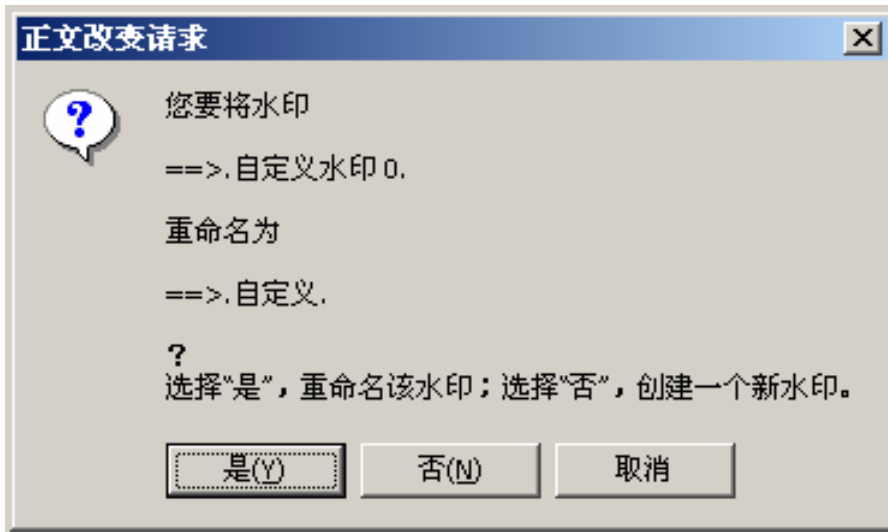 正文改变请求
您要将水印
==>.自定义水印 0.
重命名为
==>.自定义.
?
选择“是”，重命名该水印；选择“否”，创建一个新水印。
是(Y) 否(N) 取消